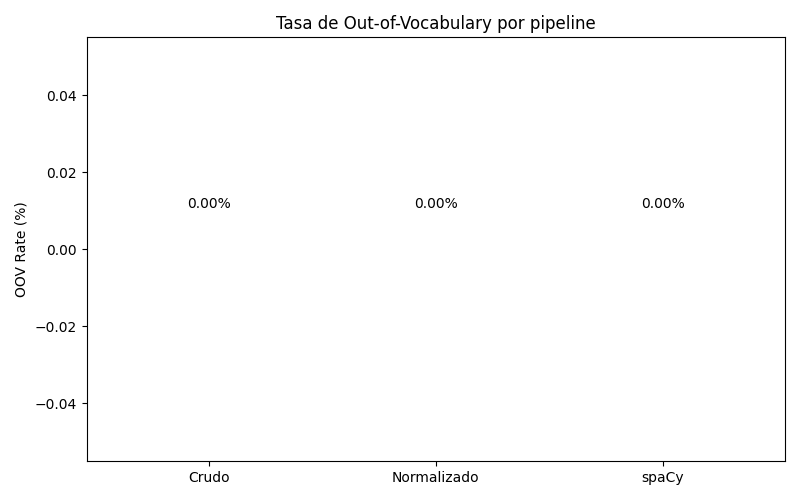 Tasa de Out-of-Vocabulary por pipeline
OOV Rate (%)
0.04
0.02
0.00
−0.02
−0.04
0.00%
0.00%
0.00%
Crudo
Normalizado
spaCy